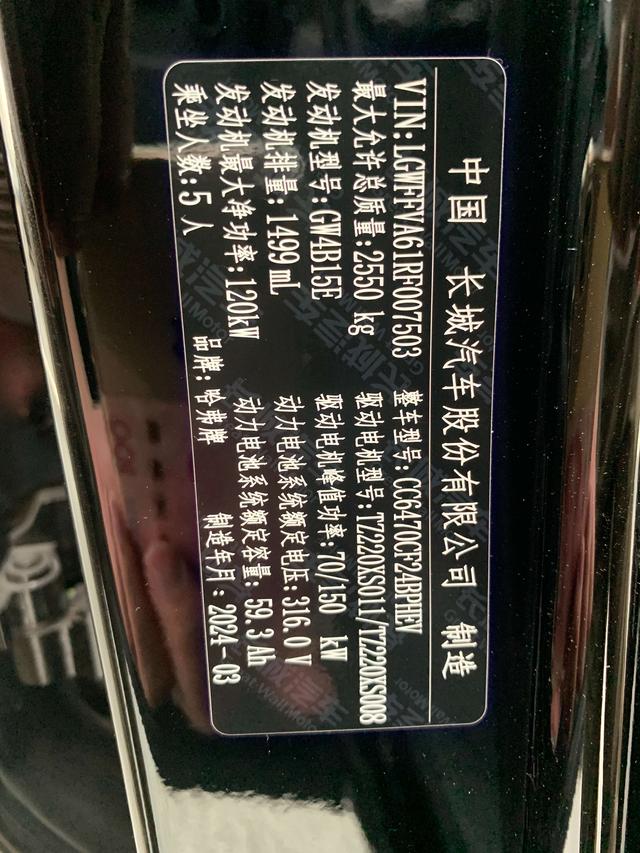 中国 长城汽车股份有限公司 制造
VIN:LGWFFVA61RF007503 整车型号:CC6470CF24BPHEV
最大允许总质量:2550 kg 驱动电机型号:TZ220XS011/TZ220XS008
发动机型号:GW4B15E 驱动电机峰值功率:70/150 kW
发动机排量:1499 mL 动力电池系统额定电压:316.0 V
发动机最大净功率:120kW 动力电池系统额定容量:59.3 Ah
乘坐人数:5 人 品牌:哈弗牌 制造年月:2024-03